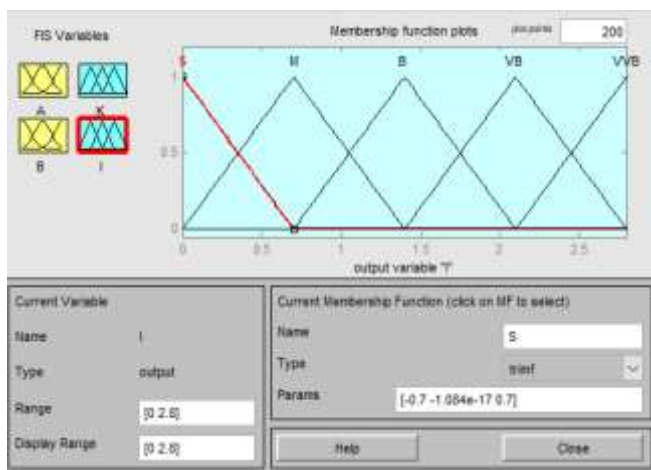 FIS Variables
Membership function plots
plot points: 200
S M B VB VVB
1
0.5
0
A K
B I
0 0.5 1 1.5 2 2.5
output variable "I"
Current Variable
Name I
Type output
Range [0 2.8]
Display Range [0 2.8]
Current Membership Function (click on MF to select)
Name S
Type trimf
Params [-0.7 -1.084e-17 0.7]
Help Close